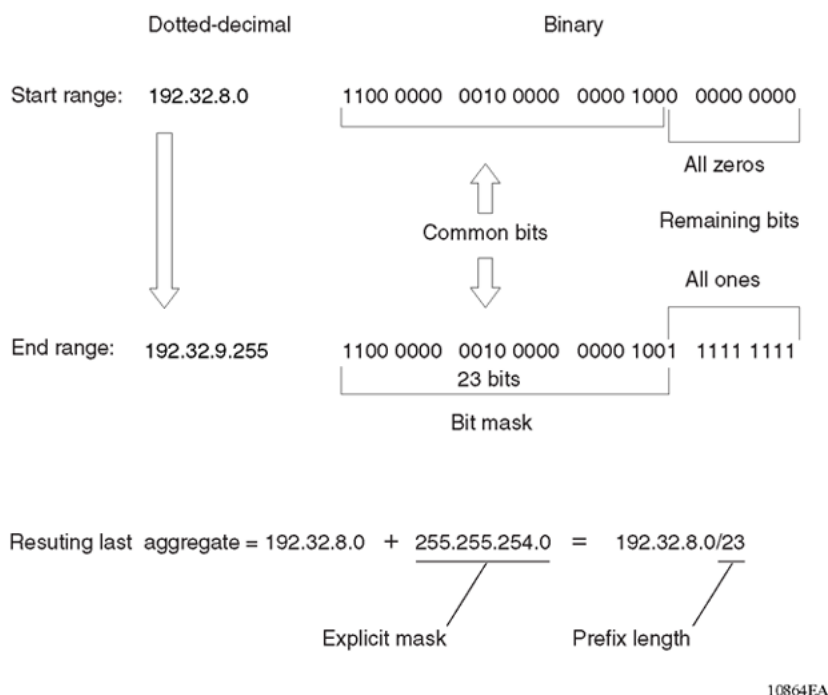 Dotted-decimal Binary
Start range: 192.32.8.0 1100 0000 0010 0000 0000 1000 0000 0000
All zeros
Common bits
Remaining bits
All ones
End range: 192.32.9.255 1100 0000 0010 0000 0000 1001 1111 1111
23 bits
Bit mask
Resuting last aggregate = 192.32.8.0 + 255.255.254.0 = 192.32.8.0/23
Explicit mask Prefix length
10864EA